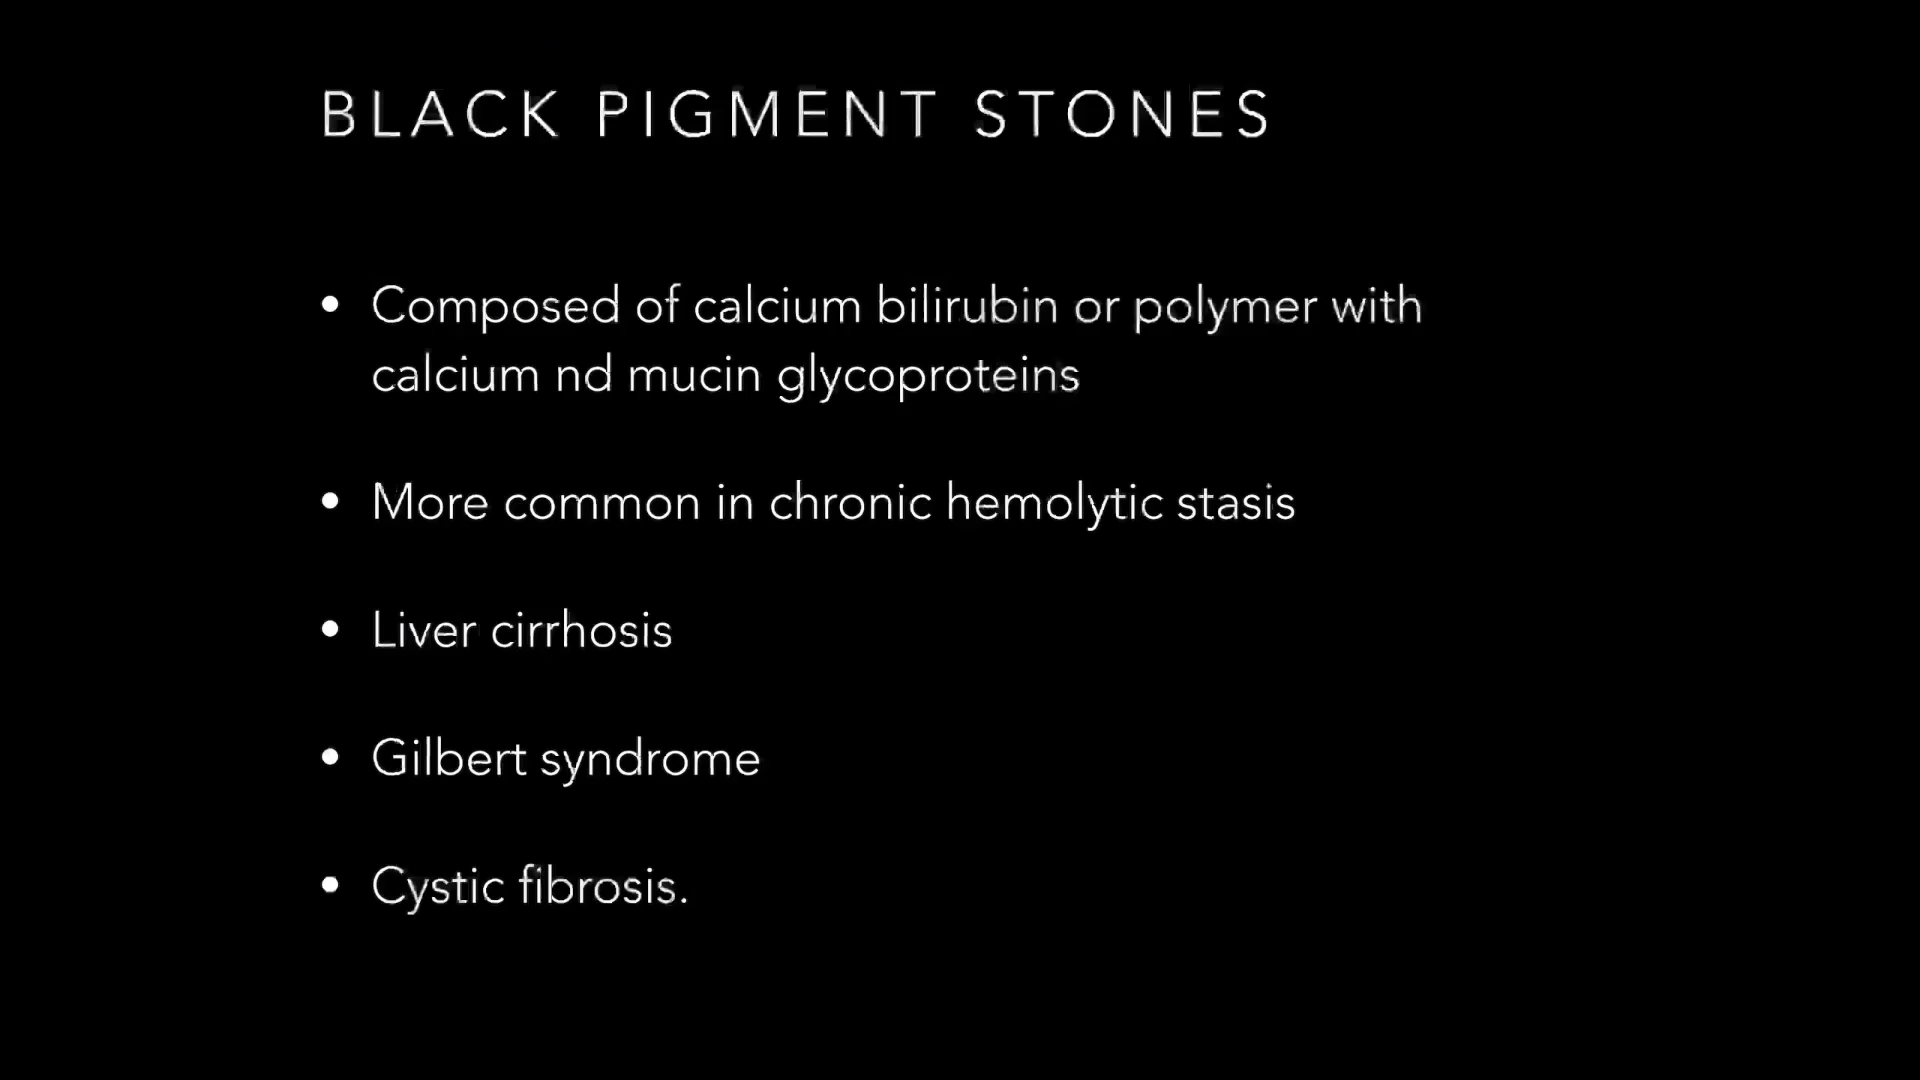 BLACK PIGMENT STONES
• Composed of calcium bilirubin or polymer with
calcium nd mucin glycoproteins
• More common in chronic hemolytic stasis
• Liver cirrhosis
• Gilbert syndrome
• Cystic fibrosis.